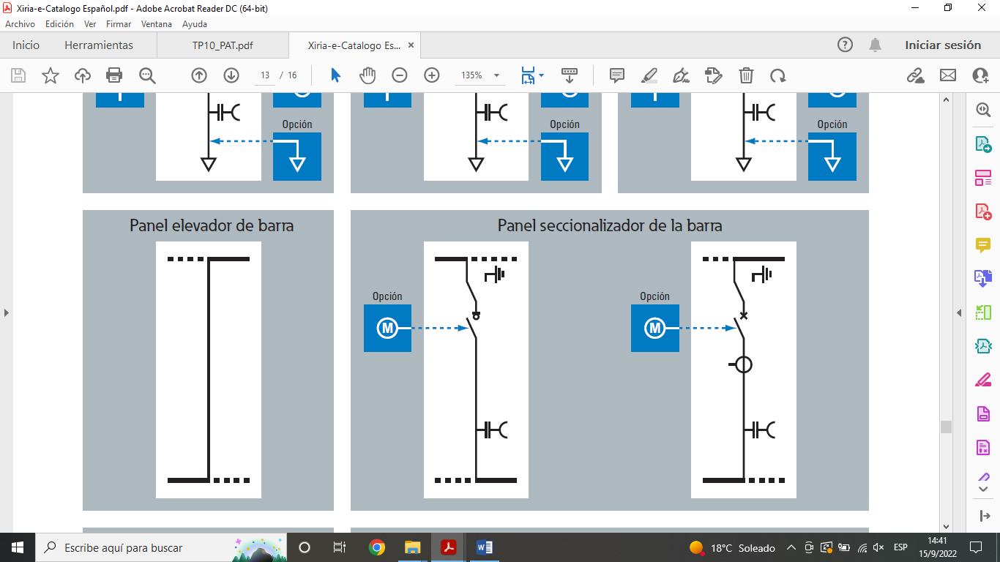 Xiria-e-Catalogo Español.pdf - Adobe Acrobat Reader DC (64-bit)
Archivo Edición Ver Firmar Ventana Ayuda
Inicio Herramientas TP10_PAT.pdf Xiria-e-Catalogo Es... × Iniciar sesión
13 / 16 135%
Opción Opción Opción
Panel elevador de barra Panel seccionalizador de la barra
Opción Opción
M M
Escribe aquí para buscar 18°C Soleado ESP 14:41
15/9/2022